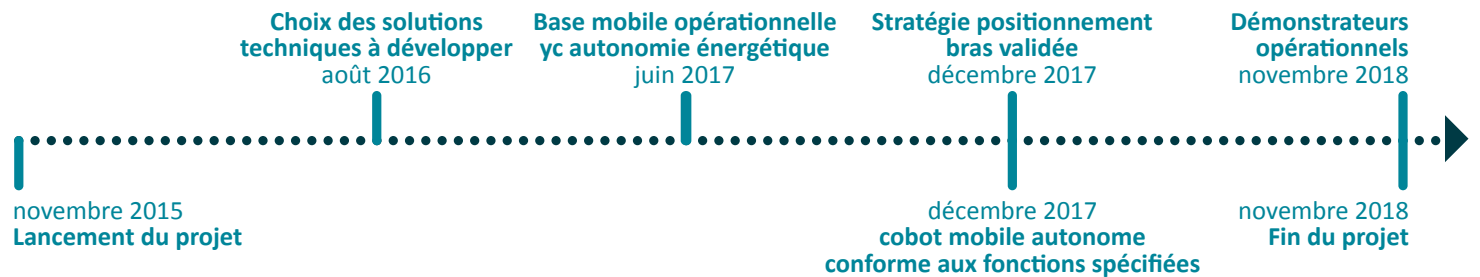 Choix des solutions
techniques à développer
août 2016
Base mobile opérationnelle
yc autonomie énergétique
juin 2017
Stratégie positionnement
bras validée
décembre 2017
Démonstrateurs
opérationnels
novembre 2018
novembre 2015
Lancement du projet
décembre 2017
cobot mobile autonome
conforme aux fonctions spécifiées
novembre 2018
Fin du projet